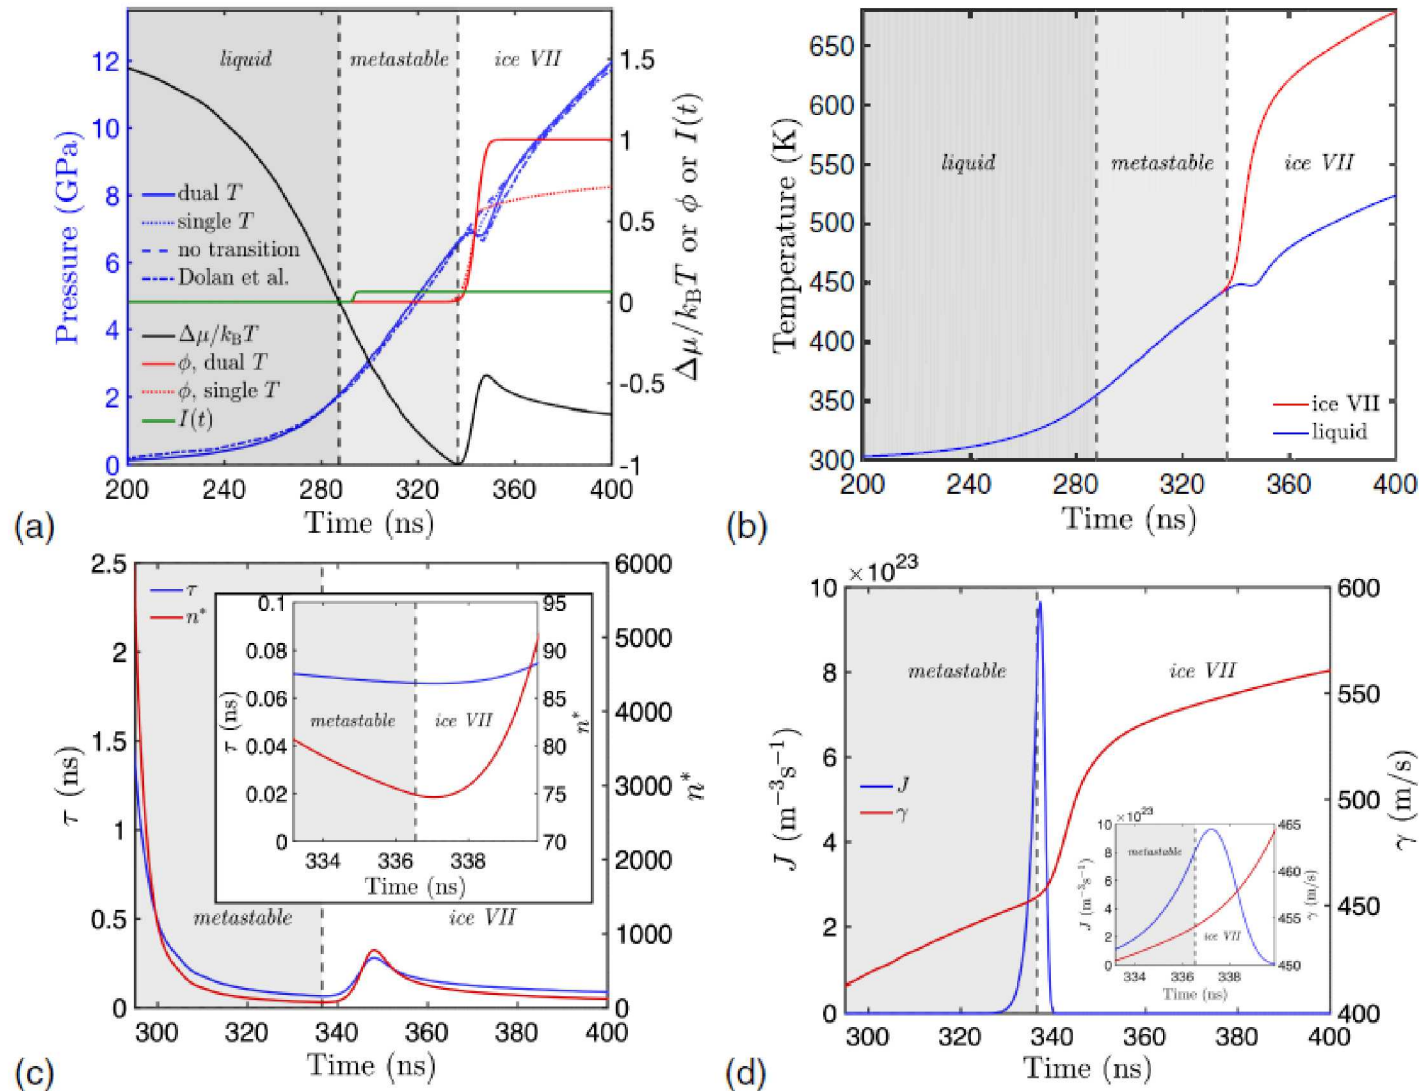 liquid metastable ice VII
12
10
8
6
4
2
0
Pressure (GPa)
dual T
single T
no transition
Dolan et al.
Δμ/k_BT
ϕ, dual T
ϕ, single T
I(t)
1.5
1
0.5
0
-0.5
-1
Δμ/k_BT or ϕ or I(t)
200 240 280 320 360 400
Time (ns)
(a)
650
600
550
500
450
400
350
300
Temperature (K)
liquid metastable ice VII
ice VII
liquid
200 240 280 320 360 400
Time (ns)
(b)
2.5
2
1.5
1
0.5
0
τ (ns)
τ
n*
6000
5000
4000
3000
2000
1000
0
n*
0.1
0.08
0.06
0.04
0.02
0
τ (ns)
95
90
85
80
75
70
n*
metastable ice VII
334 336 338
Time (ns)
metastable ice VII
300 320 340 360 380 400
Time (ns)
(c)
×10²³
10
8
6
4
2
0
J (m⁻³s⁻¹)
600
550
500
450
400
γ (m/s)
metastable ice VII
J
γ
×10²³
10
8
6
4
2
0
J (m⁻³s⁻¹)
465
460
455
450
γ (m/s)
metastable
ice VII
334 336 338
Time (ns)
300 320 340 360 380 400
Time (ns)
(d)